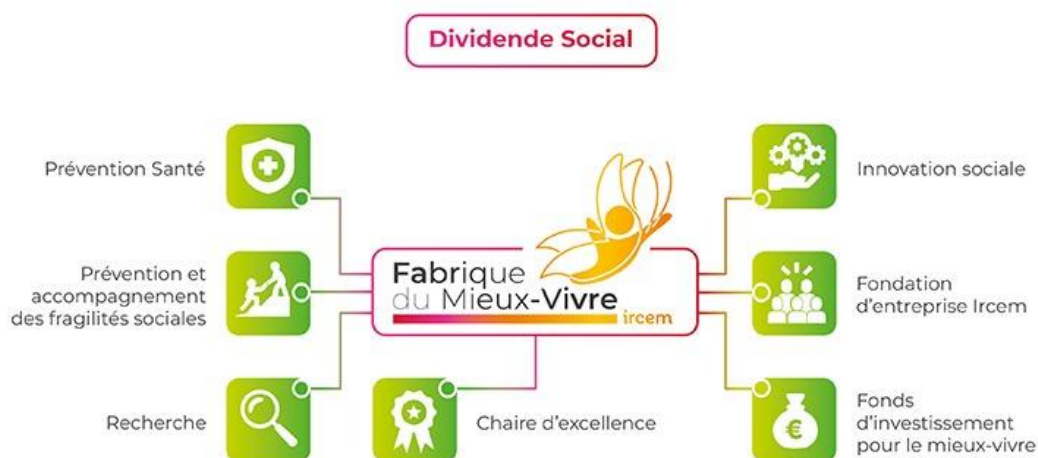 Dividende Social
Prévention Santé
Prévention et
accompagnement
des fragilités sociales
Recherche
Fabrique
du Mieux-Vivre
ircem
Chaire d'excellence
Innovation sociale
Fondation
d'entreprise Ircem
€
Fonds
d'investissement
pour le mieux-vivre